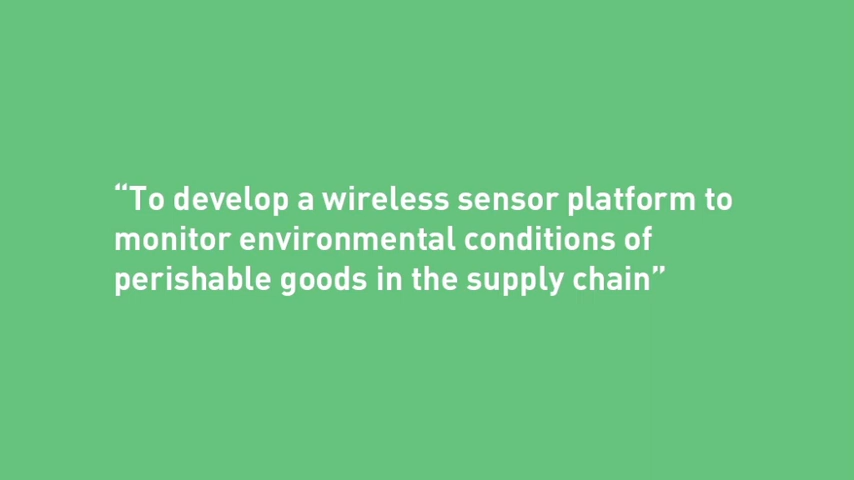 “To develop a wireless sensor platform to
monitor environmental conditions of
perishable goods in the supply chain”